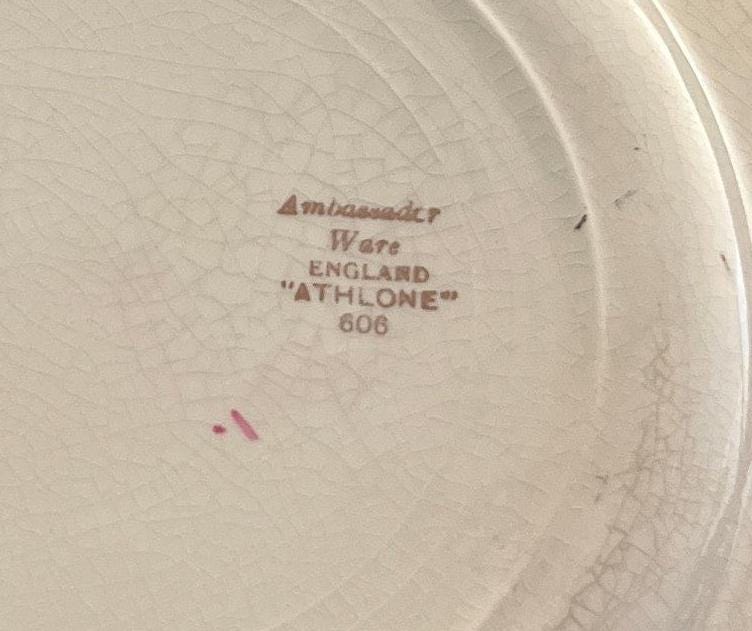 Ambassador
Ware
ENGLAND
"ATHLONE"
606